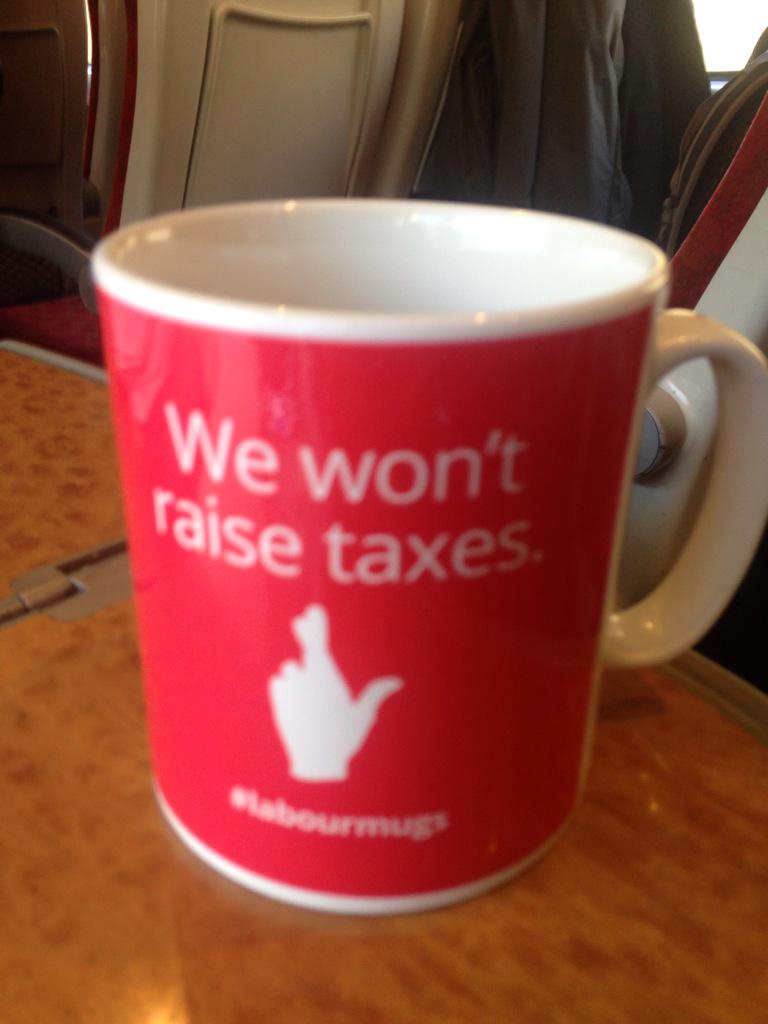 We won't
raise taxes.
#labourmugs